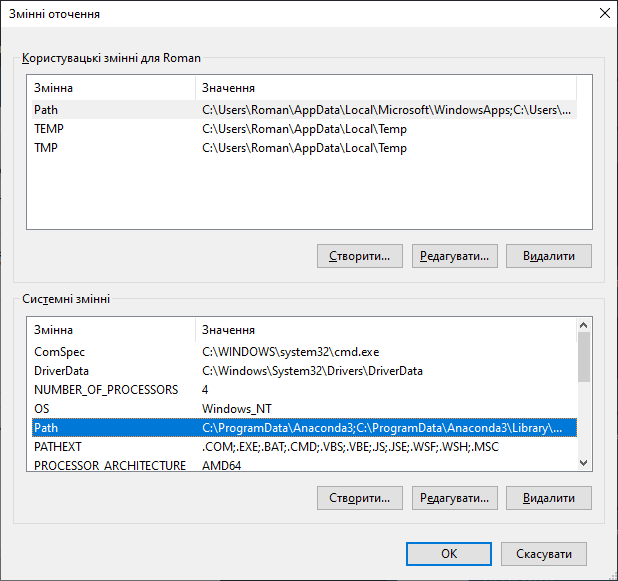 Змінні оточення
Користувацькі змінні для Roman
Змінна Значення
Path C:\Users\Roman\AppData\Local\Microsoft\WindowsApps;C:\Users\...
TEMP C:\Users\Roman\AppData\Local\Temp
TMP C:\Users\Roman\AppData\Local\Temp
Створити... Редагувати... Видалити
Системні змінні
Змінна Значення
ComSpec C:\WINDOWS\system32\cmd.exe
DriverData C:\Windows\System32\Drivers\DriverData
NUMBER_OF_PROCESSORS 4
OS Windows_NT
Path C:\ProgramData\Anaconda3;C:\ProgramData\Anaconda3\Library\...
PATHEXT .COM;.EXE;.BAT;.CMD;.VBS;.VBE;.JS;.JSE;.WSF;.WSH;.MSC
PROCESSOR_ARCHITECTURE AMD64
Створити... Редагувати... Видалити
ОК Скасувати